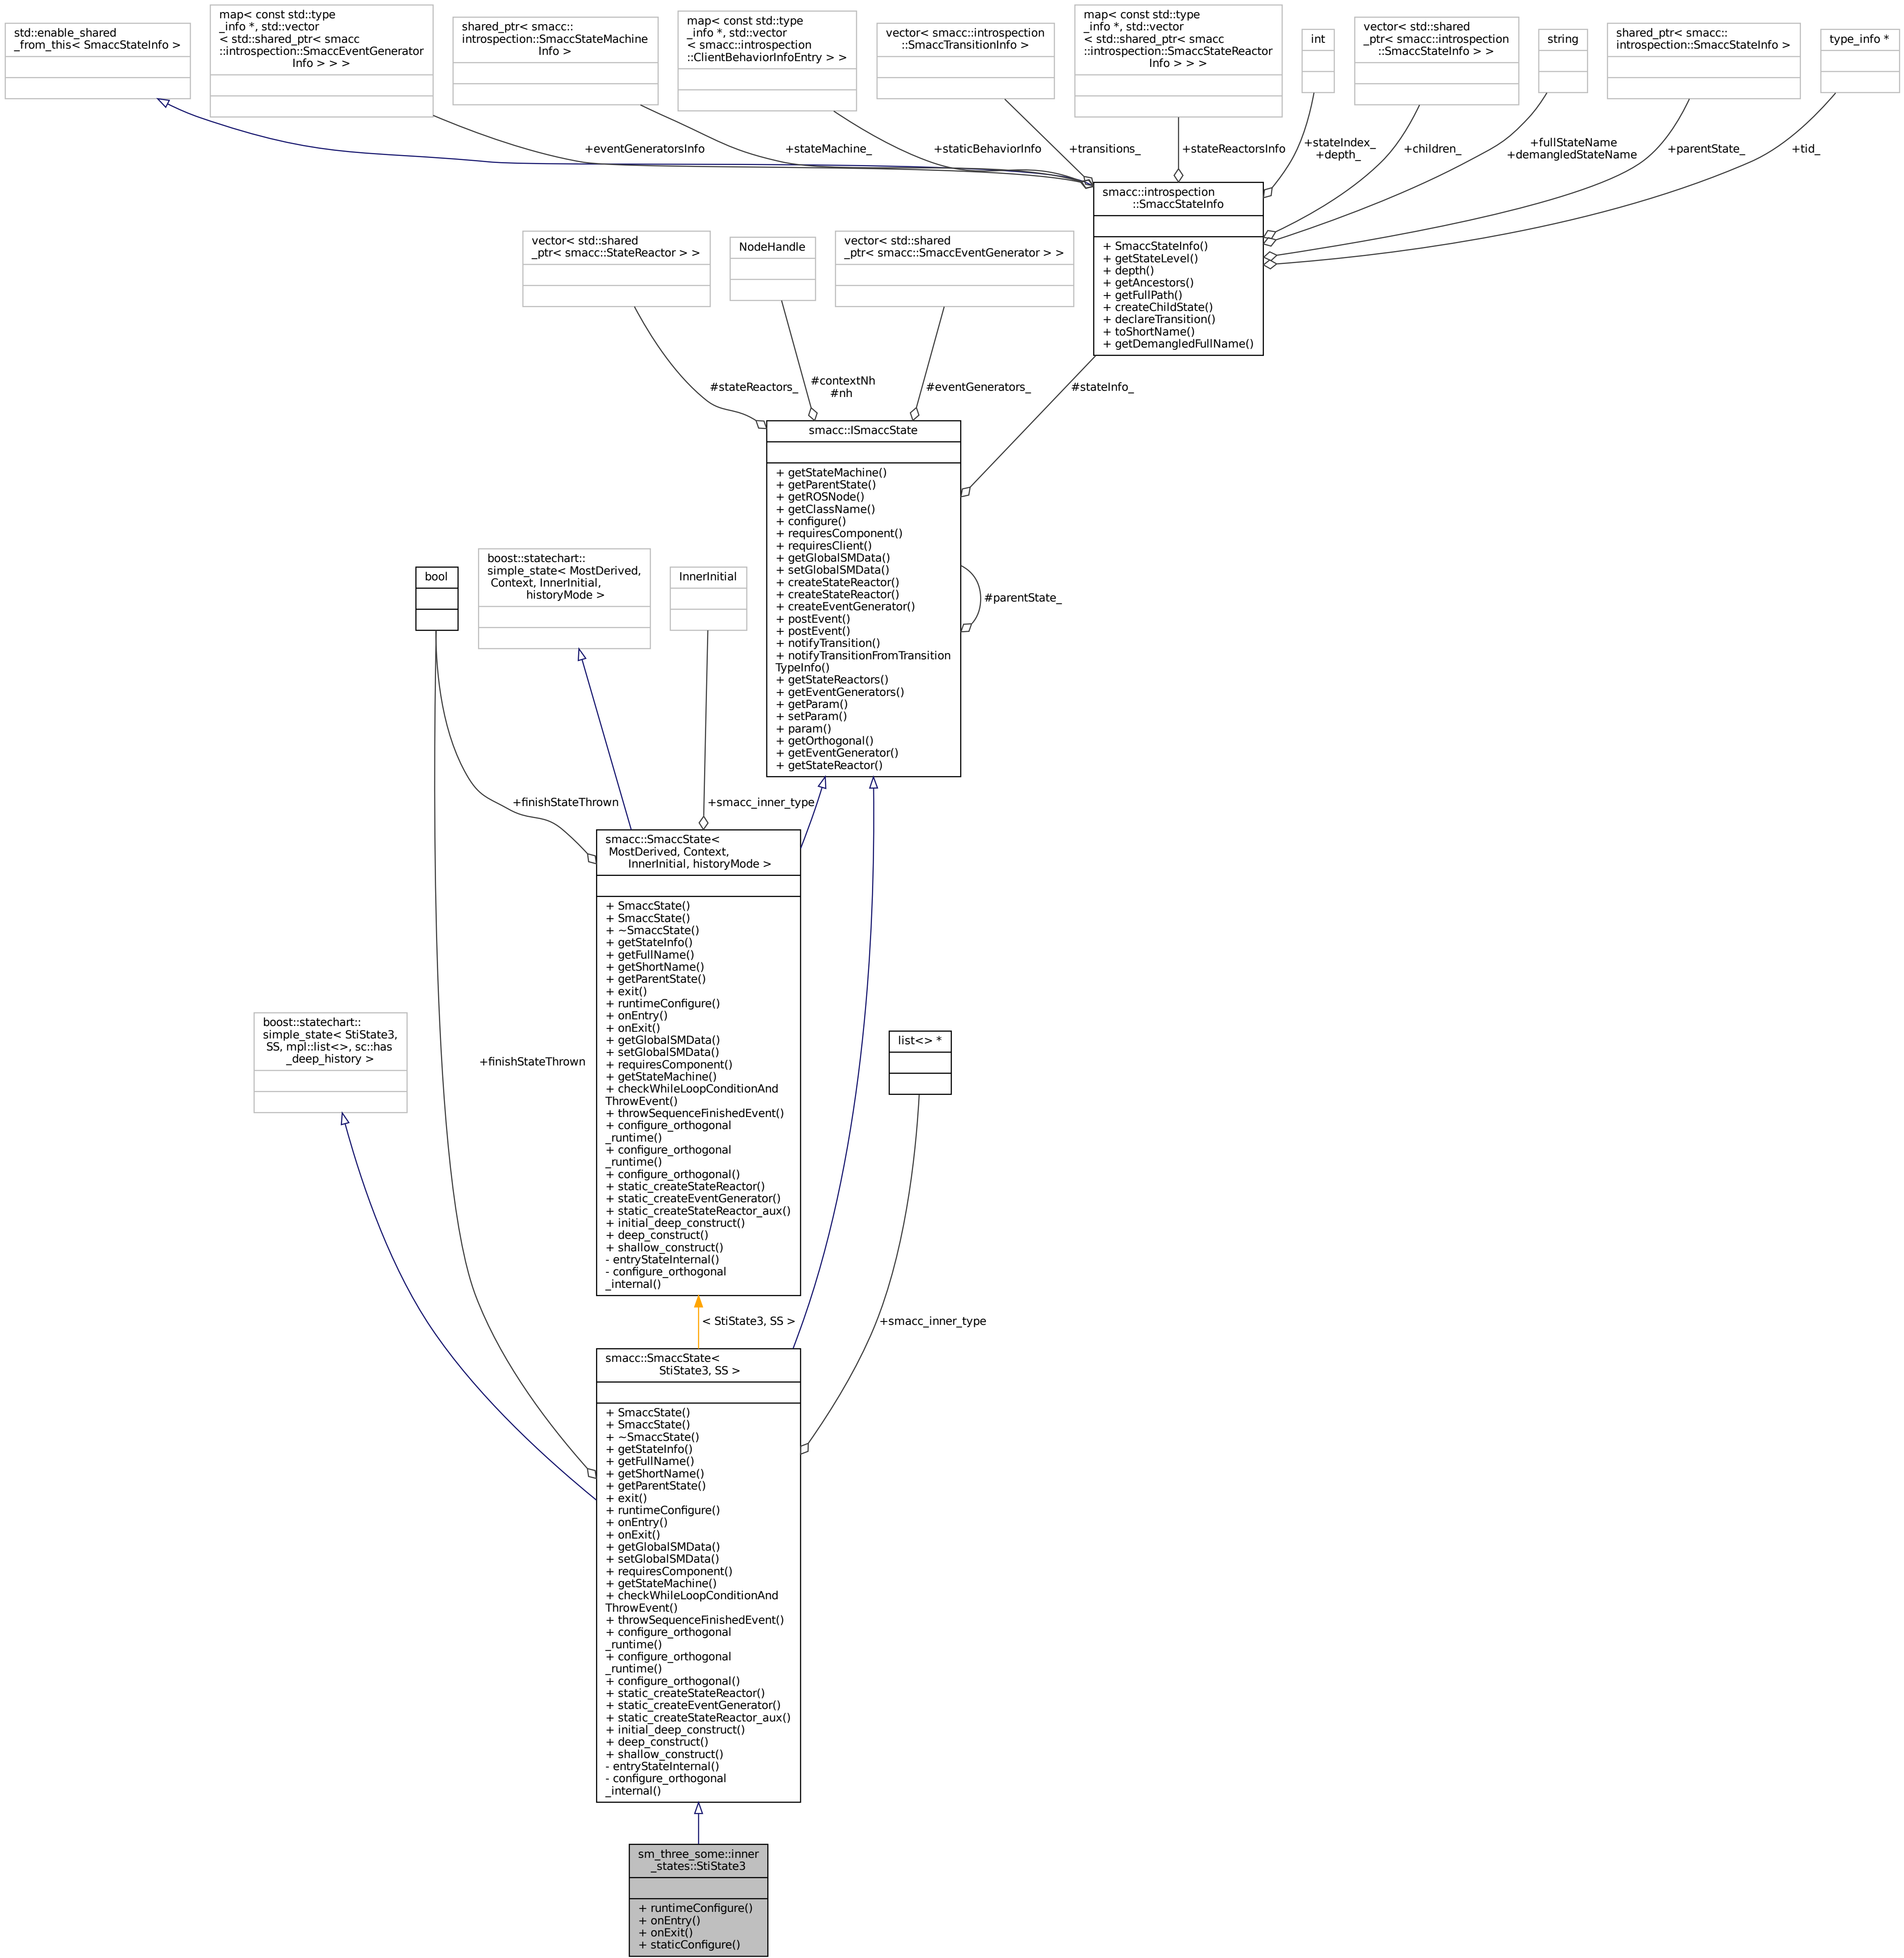 std::enable_shared
_from_this< SmaccStateInfo >
map< const std::type
_info *, std::vector
< std::shared_ptr< smacc
::introspection::SmaccEventGenerator
Info > > >
shared_ptr< smacc::
introspection::SmaccStateMachine
Info >
map< const std::type
_info *, std::vector
< smacc::introspection
::ClientBehaviorInfoEntry > >
vector< smacc::introspection
::SmaccTransitionInfo >
map< const std::type
_info *, std::vector
< std::shared_ptr< smacc
::introspection::SmaccStateReactor
Info > > >
int
vector< std::shared
_ptr< smacc::introspection
::SmaccStateInfo > >
string
shared_ptr< smacc::
introspection::SmaccStateInfo >
type_info *
+eventGeneratorsInfo
+stateMachine_
+staticBehaviorInfo
+transitions_
+stateReactorsInfo
+stateIndex_
+depth_
+children_
+fullStateName
+demangledStateName
+parentState_
+tid_
smacc::introspection
::SmaccStateInfo
+ SmaccStateInfo()
+ getStateLevel()
+ depth()
+ getAncestors()
+ getFullPath()
+ createChildState()
+ declareTransition()
+ toShortName()
+ getDemangledFullName()
vector< std::shared
_ptr< smacc::StateReactor > >
NodeHandle
vector< std::shared
_ptr< smacc::SmaccEventGenerator > >
#stateReactors_
#contextNh
#nh
#eventGenerators_
#stateInfo_
smacc::ISmaccState
+ getStateMachine()
+ getParentState()
+ getROSNode()
+ getClassName()
+ configure()
+ requiresComponent()
+ requiresClient()
+ getGlobalSMData()
+ setGlobalSMData()
+ createStateReactor()
+ createStateReactor()
+ createEventGenerator()
+ postEvent()
+ postEvent()
+ notifyTransition()
+ notifyTransitionFromTransition
TypeInfo()
+ getStateReactors()
+ getEventGenerators()
+ getParam()
+ setParam()
+ param()
+ getOrthogonal()
+ getEventGenerator()
+ getStateReactor()
#parentState_
bool
boost::statechart::
simple_state< MostDerived,
Context, InnerInitial,
historyMode >
InnerInitial
+finishStateThrown
+smacc_inner_type
smacc::SmaccState<
MostDerived, Context,
InnerInitial, historyMode >
+ SmaccState()
+ SmaccState()
+ ~SmaccState()
+ getStateInfo()
+ getFullName()
+ getShortName()
+ getParentState()
+ exit()
+ runtimeConfigure()
+ onEntry()
+ onExit()
+ getGlobalSMData()
+ setGlobalSMData()
+ requiresComponent()
+ getStateMachine()
+ checkWhileLoopConditionAnd
ThrowEvent()
+ throwSequenceFinishedEvent()
+ configure_orthogonal
_runtime()
+ configure_orthogonal
_runtime()
+ configure_orthogonal()
+ static_createStateReactor()
+ static_createEventGenerator()
+ static_createStateReactor_aux()
+ initial_deep_construct()
+ deep_construct()
+ shallow_construct()
- entryStateInternal()
- configure_orthogonal
_internal()
boost::statechart::
simple_state< StiState3,
SS, mpl::list<>, sc::has
_deep_history >
+finishStateThrown
list<> *
< StiState3, SS >
+smacc_inner_type
smacc::SmaccState<
StiState3, SS >
+ SmaccState()
+ SmaccState()
+ ~SmaccState()
+ getStateInfo()
+ getFullName()
+ getShortName()
+ getParentState()
+ exit()
+ runtimeConfigure()
+ onEntry()
+ onExit()
+ getGlobalSMData()
+ setGlobalSMData()
+ requiresComponent()
+ getStateMachine()
+ checkWhileLoopConditionAnd
ThrowEvent()
+ throwSequenceFinishedEvent()
+ configure_orthogonal
_runtime()
+ configure_orthogonal
_runtime()
+ configure_orthogonal()
+ static_createStateReactor()
+ static_createEventGenerator()
+ static_createStateReactor_aux()
+ initial_deep_construct()
+ deep_construct()
+ shallow_construct()
- entryStateInternal()
- configure_orthogonal
_internal()
sm_three_some::inner
_states::StiState3
+ runtimeConfigure()
+ onEntry()
+ onExit()
+ staticConfigure()